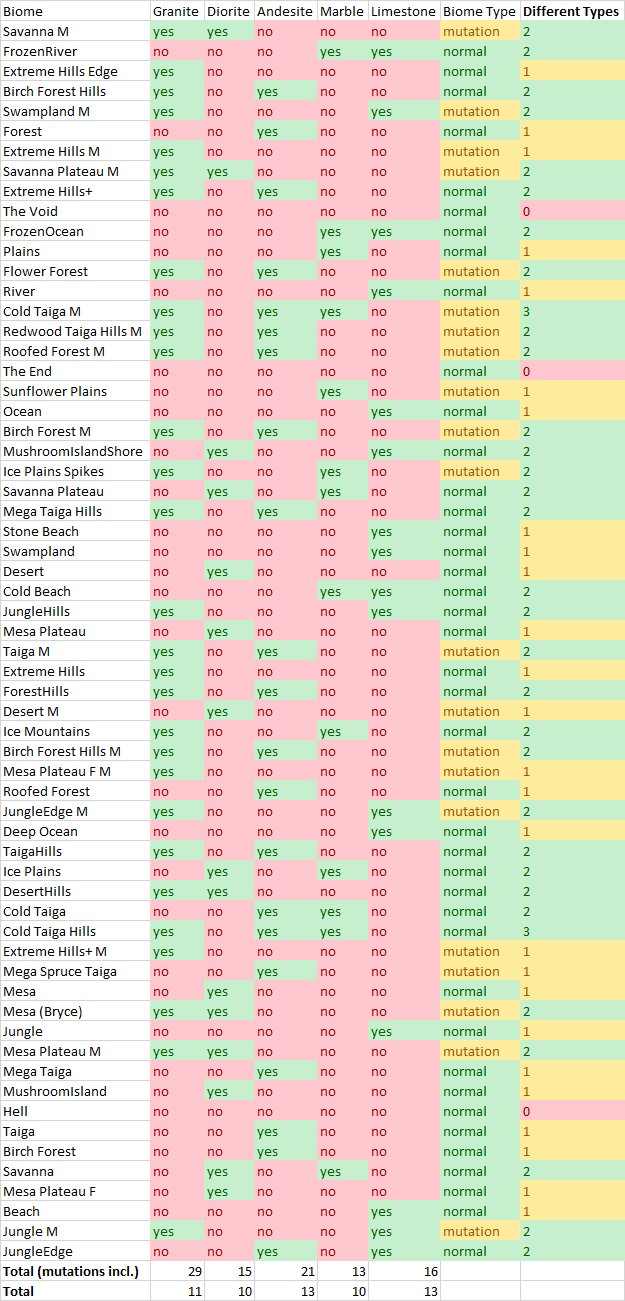 Biome Granite Diorite Andesite Marble Limestone Biome Type Different Types
Savanna M yes yes no no no mutation 2
FrozenRiver no no no yes yes normal 2
Extreme Hills Edge yes no no no no normal 1
Birch Forest Hills yes no yes no no normal 2
Swampland M yes no no no yes mutation 2
Forest no no yes no no normal 1
Extreme Hills M yes no no no no mutation 1
Savanna Plateau M yes yes no no no mutation 2
Extreme Hills+ yes no yes no no normal 2
The Void no no no no no normal 0
FrozenOcean no no no yes yes normal 2
Plains no no no yes no normal 1
Flower Forest yes no yes no no mutation 2
River no no no no yes normal 1
Cold Taiga M yes no yes yes no mutation 3
Redwood Taiga Hills M yes no yes no no mutation 2
Roofed Forest M yes no yes no no mutation 2
The End no no no no no normal 0
Sunflower Plains no no no yes no mutation 1
Ocean no no no no yes normal 1
Birch Forest M yes no yes no no mutation 2
MushroomIslandShore no yes no no yes normal 2
Ice Plains Spikes yes no no yes no mutation 2
Savanna Plateau no yes no yes no normal 2
Mega Taiga Hills yes no yes no no normal 2
Stone Beach no no no no yes normal 1
Swampland no no no no yes normal 1
Desert no yes no no no normal 1
Cold Beach no no no yes yes normal 2
JungleHills yes no no no yes normal 2
Mesa Plateau no yes no no no normal 1
Taiga M yes no yes no no mutation 2
Extreme Hills yes no no no no normal 1
ForestHills yes no yes no no normal 2
Desert M no yes no no no mutation 1
Ice Mountains yes no no yes no normal 2
Birch Forest Hills M yes no yes no no mutation 2
Mesa Plateau F M yes no no no no mutation 1
Roofed Forest no no yes no no normal 1
JungleEdge M yes no no no yes mutation 2
Deep Ocean no no no no yes normal 1
TaigaHills yes no yes no no normal 2
Ice Plains no yes no yes no normal 2
DesertHills yes yes no no no normal 2
Cold Taiga no no yes yes no normal 2
Cold Taiga Hills yes no yes yes no normal 3
Extreme Hills+ M yes no no no no mutation 1
Mega Spruce Taiga no no yes no no mutation 1
Mesa no yes no no no normal 1
Mesa (Bryce) yes yes no no no mutation 2
Jungle no no no no yes normal 1
Mesa Plateau M yes yes no no no mutation 2
Mega Taiga no no yes no no normal 1
MushroomIsland no yes no no no normal 1
Hell no no no no no normal 0
Taiga no no yes no no normal 1
Birch Forest no no yes no no normal 1
Savanna no yes no yes no normal 2
Mesa Plateau F no yes no no no normal 1
Beach no no no no yes normal 1
Jungle M yes no no no yes mutation 2
JungleEdge no no yes no yes normal 2
Total (mutations incl.) 29 15 21 13 16
Total 11 10 13 10 13